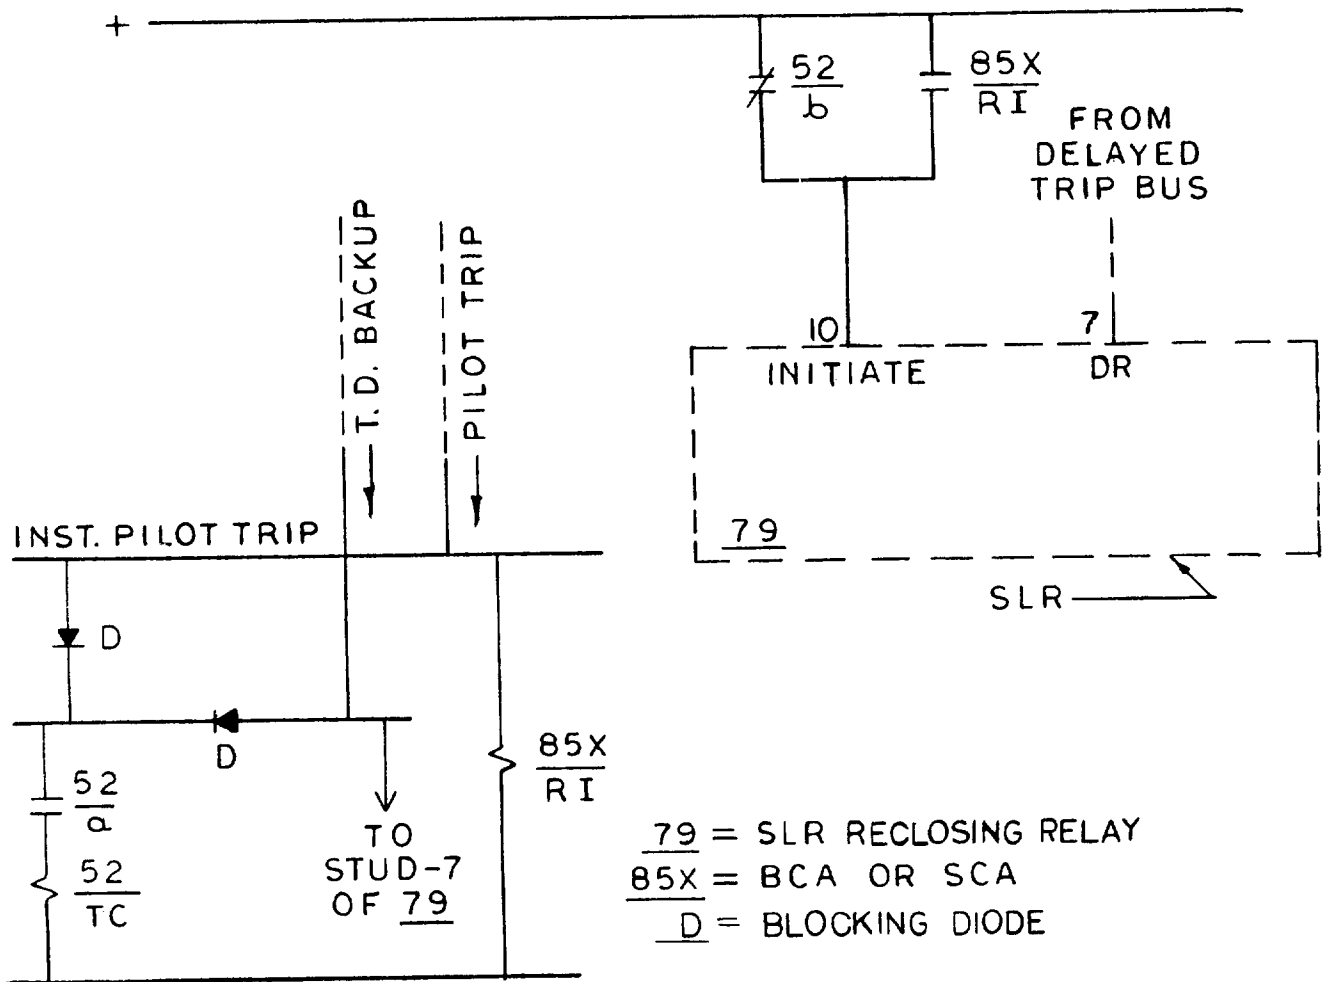 +
52
b
85X
RI
FROM
DELAYED
TRIP BUS
T.D. BACKUP
PILOT TRIP
10
7
INITIATE
DR
INST. PILOT TRIP
79
SLR
D
D
52
a
85X
RI
52
TC
TO
STUD-7
OF 79
79 = SLR RECLOSING RELAY
85X = BCA OR SCA
D = BLOCKING DIODE